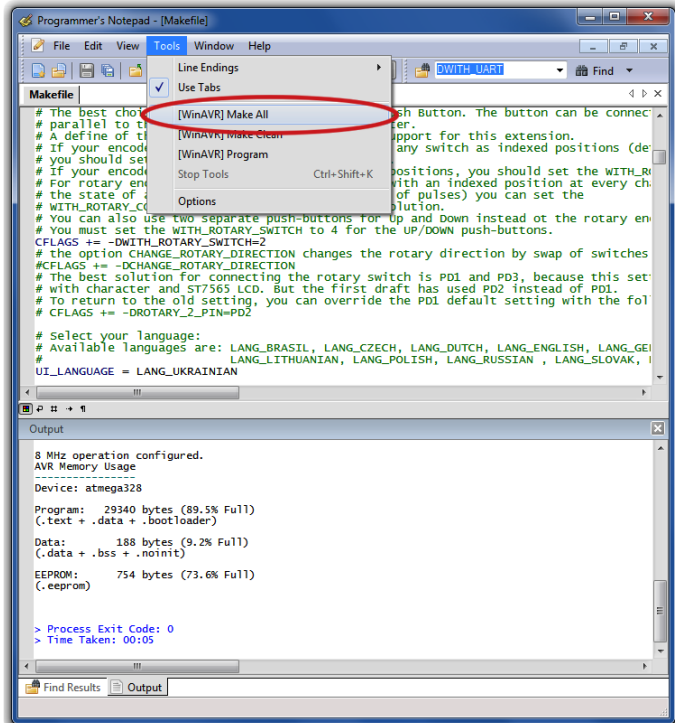 Programmer's Notepad - [Makefile]
File Edit View Tools Window Help
DWITH_UART Find
Line Endings
Use Tabs
[WinAVR] Make All
[WinAVR] Make Clean
[WinAVR] Program
Stop Tools Ctrl+Shift+K
Options
Makefile
# The best choi sh Button. The button can be connec
# parallel to th er.
# A define of th pport for this extension.
# If your encode any switch as indexed positions (de
# you should set
# If your encode positions, you should set the WITH_R
# For rotary enc with an indexed position at every ch
# the state of a of pulses) you can set the
# WITH_ROTARY_CO lution.
# You can also use two separate push-buttons for Up and Down instead ot the rotary en
# You must set the WITH_ROTARY_SWITCH to 4 for the UP/DOWN push-buttons.
CFLAGS += -DWITH_ROTARY_SWITCH=2
# the option CHANGE_ROTARY_DIRECTION changes the rotary direction by swap of switches
#CFLAGS += -DCHANGE_ROTARY_DIRECTION
# The best solution for connecting the rotary switch is PD1 and PD3, because this set
# with character and ST7565 LCD. But the first draft has used PD2 instead of PD1.
# To return to the old setting, you can override the PD1 default setting with the fol
# CFLAGS += -DROTARY_2_PIN=PD2
# Select your language:
# Available languages are: LANG_BRASIL, LANG_CZECH, LANG_DUTCH, LANG_ENGLISH, LANG_GE
# LANG_LITHUANIAN, LANG_POLISH, LANG_RUSSIAN , LANG_SLOVAK,
UI_LANGUAGE = LANG_UKRAINIAN
Output
8 MHz operation configured.
AVR Memory Usage
----------------
Device: atmega328
Program: 29340 bytes (89.5% Full)
(.text + .data + .bootloader)
Data: 188 bytes (9.2% Full)
(.data + .bss + .noinit)
EEPROM: 754 bytes (73.6% Full)
(.eeprom)
> Process Exit Code: 0
> Time Taken: 00:05
Find Results Output